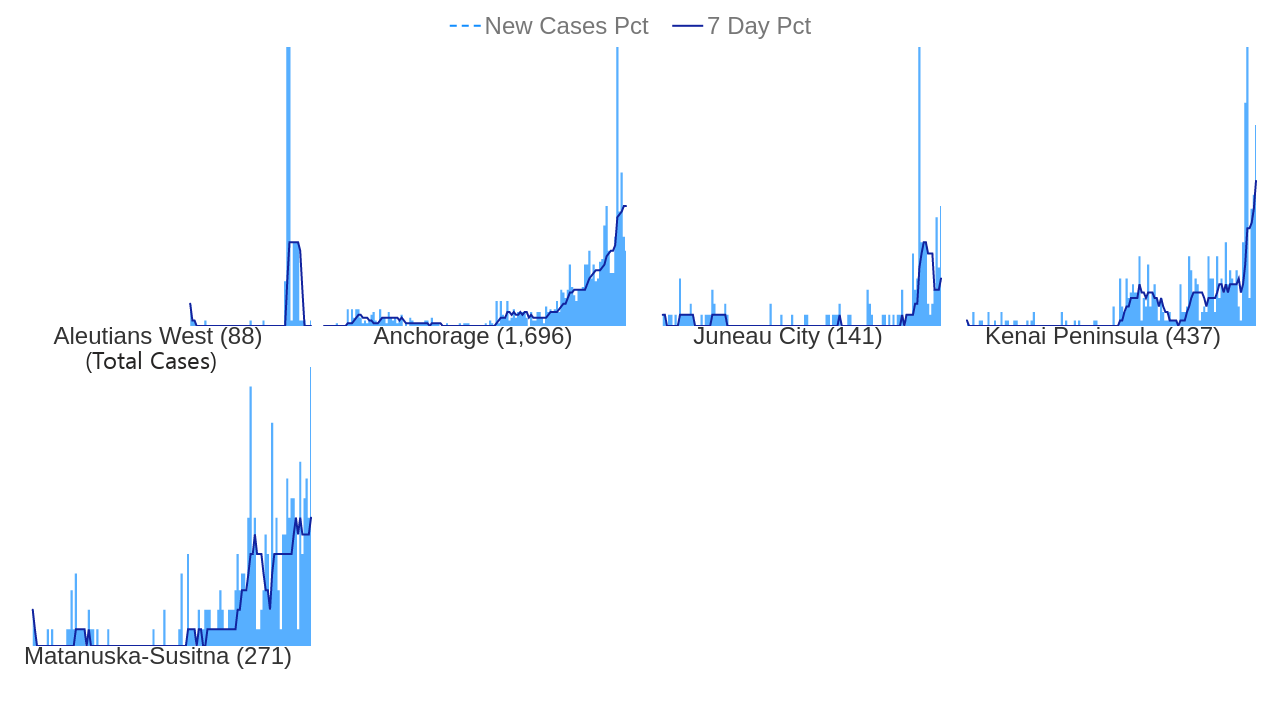 New Cases Pct 7 Day Pct
Aleutians West (88)
(Total Cases)
Anchorage (1,696)
Juneau City (141)
Kenai Peninsula (437)
Matanuska-Susitna (271)